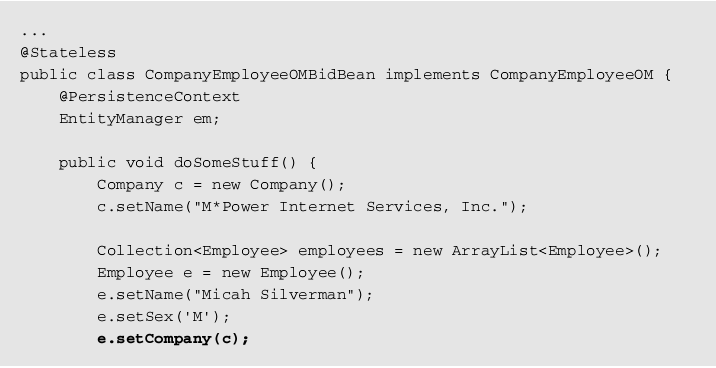 ...
@Stateless
public class CompanyEmployeeOMBidBean implements CompanyEmployeeOM {
    @PersistenceContext
    EntityManager em;

    public void doSomeStuff() {
        Company c = new Company();
        c.setName("M*Power Internet Services, Inc.");

        Collection<Employee> employees = new ArrayList<Employee>();
        Employee e = new Employee();
        e.setName("Micah Silverman");
        e.setSex('M');
        e.setCompany(c);